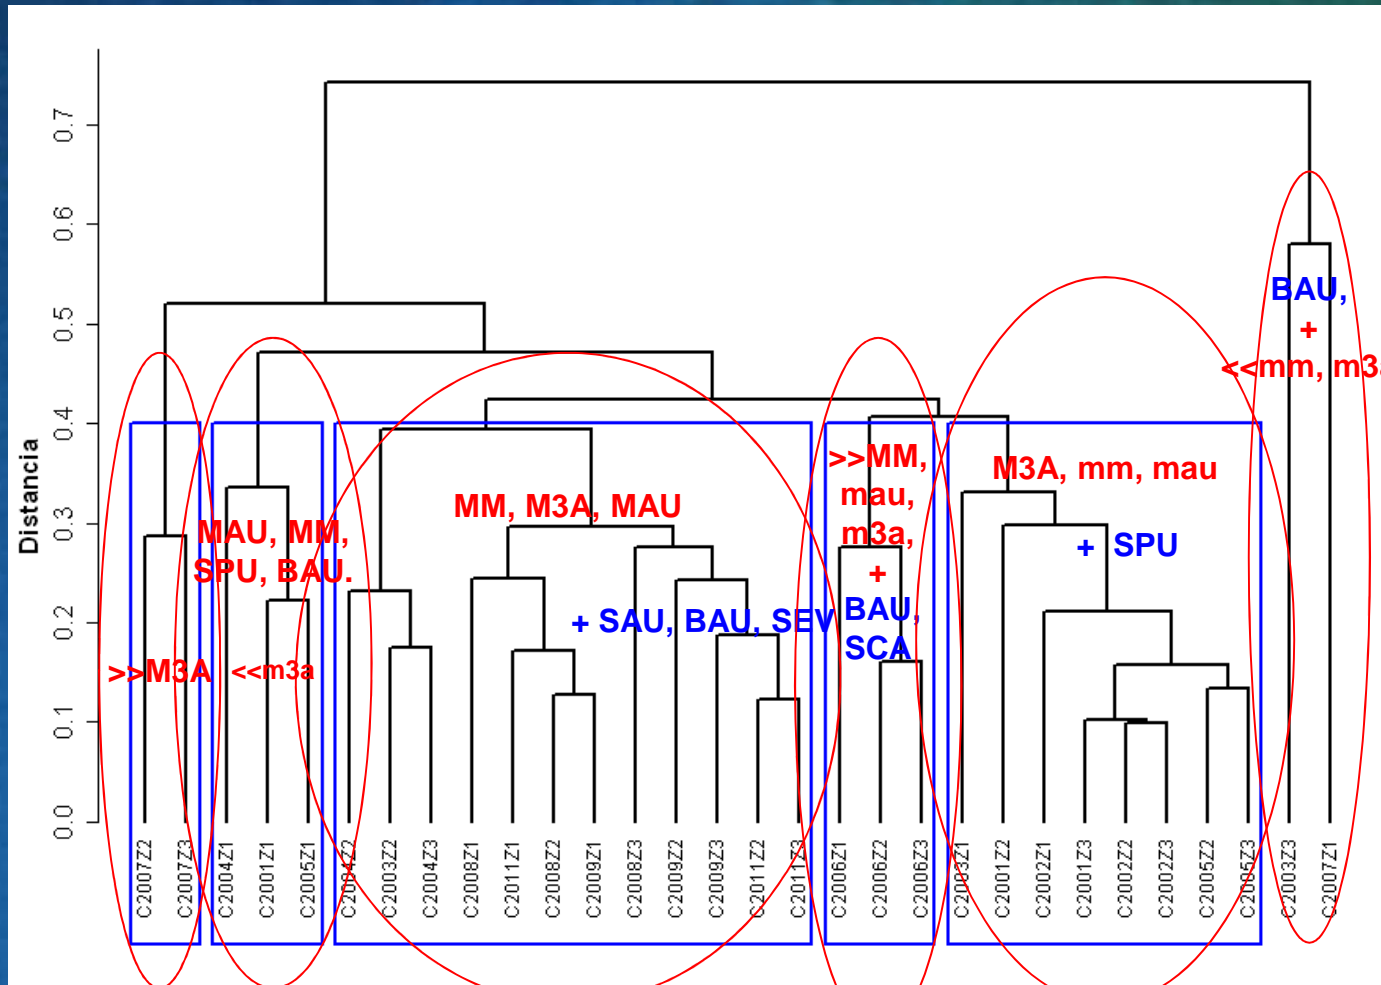 Distancia
0.7
0.6
0.5
0.4
0.3
0.2
0.1
0.0
BAU,
+
<<mm, m3a
>>MM,
mau,
m3a,
+
BAU,
SCA
M3A, mm, mau
+ SPU
MM, M3A, MAU
+ SAU, BAU, SEV
MAU, MM,
SPU, BAU.
<<m3a
>>M3A
C2007Z2
C2007Z3
C2004Z1
C2001Z1
C2005Z1
C2004Z2
C2003Z2
C2004Z3
C2008Z1
C2011Z1
C2008Z2
C2009Z1
C2008Z3
C2009Z2
C2009Z3
C2011Z2
C2011Z3
C2006Z1
C2006Z2
C2006Z3
C2003Z1
C2001Z2
C2002Z1
C2001Z3
C2002Z2
C2002Z3
C2005Z2
C2005Z3
C2003Z3
C2007Z1